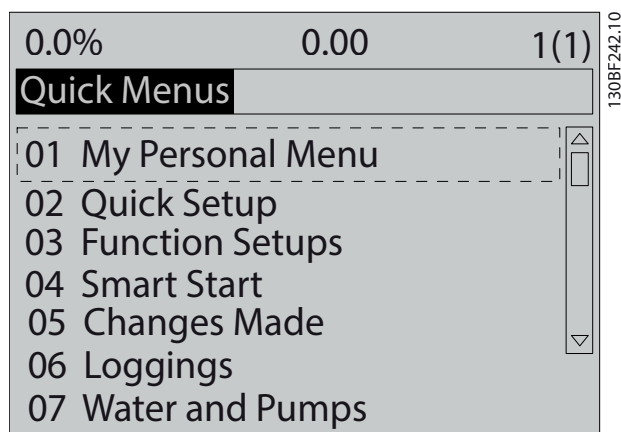 0.0% 0.00 1(1)
Quick Menus
01 My Personal Menu
02 Quick Setup
03 Function Setups
04 Smart Start
05 Changes Made
06 Loggings
07 Water and Pumps
130BF242.10